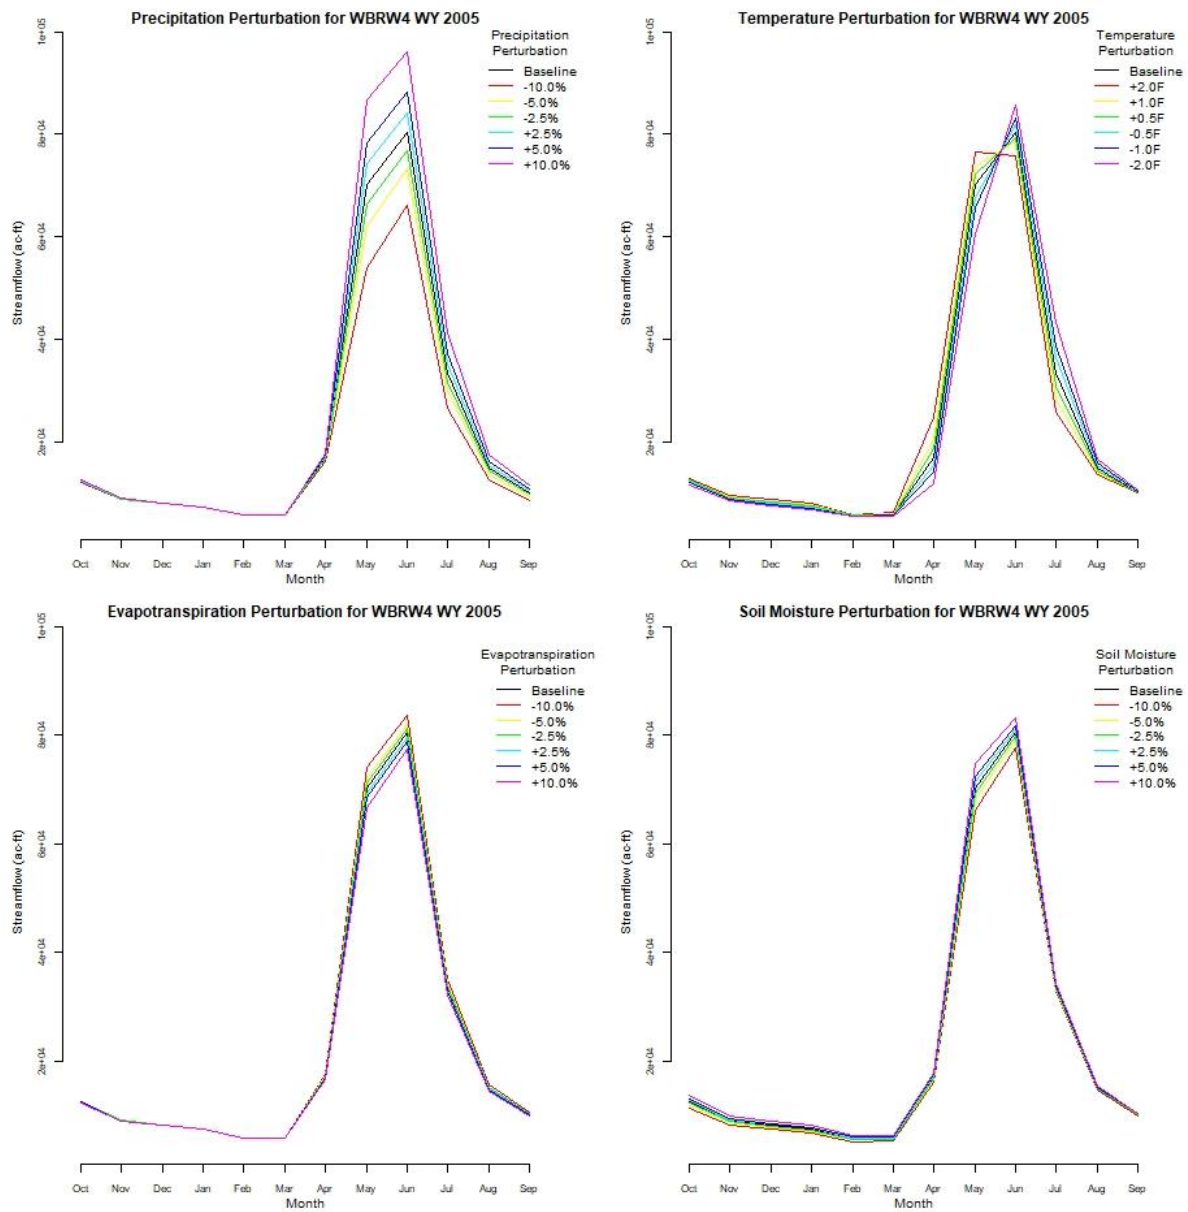 Precipitation Perturbation for WBRW4 WY 2005
Precipitation
Perturbation
Baseline
-10.0%
-5.0%
-2.5%
+2.5%
+5.0%
+10.0%
Streamflow (ac-ft)
1e+05
8e+04
6e+04
4e+04
2e+04
Oct Nov Dec Jan Feb Mar Apr May Jun Jul Aug Sep
Month
Temperature Perturbation for WBRW4 WY 2005
Temperature
Perturbation
Baseline
+2.0F
+1.0F
+0.5F
-0.5F
-1.0F
-2.0F
Streamflow (ac-ft)
1e+05
8e+04
6e+04
4e+04
2e+04
Oct Nov Dec Jan Feb Mar Apr May Jun Jul Aug Sep
Month
Evapotranspiration Perturbation for WBRW4 WY 2005
Evapotranspiration
Perturbation
Baseline
-10.0%
-5.0%
-2.5%
+2.5%
+5.0%
+10.0%
Streamflow (ac-ft)
1e+05
8e+04
6e+04
4e+04
2e+04
Oct Nov Dec Jan Feb Mar Apr May Jun Jul Aug Sep
Month
Soil Moisture Perturbation for WBRW4 WY 2005
Soil Moisture
Perturbation
Baseline
-10.0%
-5.0%
-2.5%
+2.5%
+5.0%
+10.0%
Streamflow (ac-ft)
1e+05
8e+04
6e+04
4e+04
2e+04
Oct Nov Dec Jan Feb Mar Apr May Jun Jul Aug Sep
Month